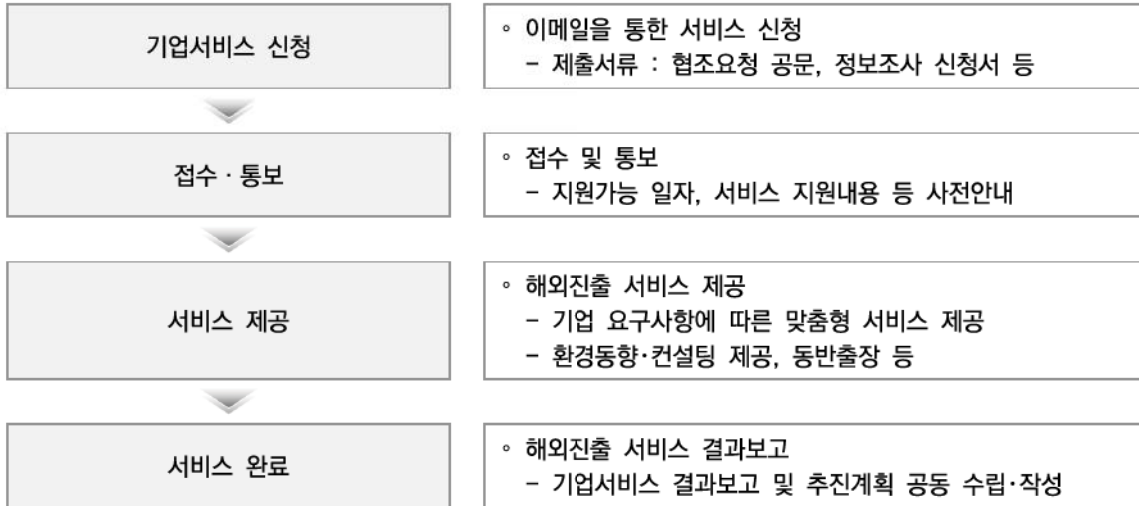 기업서비스 신청
◦ 이메일을 통한 서비스 신청
- 제출서류 : 협조요청 공문, 정보조사 신청서 등
접수·통보
◦ 접수 및 통보
- 지원가능 일자, 서비스 지원내용 등 사전안내
서비스 제공
◦ 해외진출 서비스 제공
- 기업 요구사항에 따른 맞춤형 서비스 제공
- 환경동향·컨설팅 제공, 동반출장 등
서비스 완료
◦ 해외진출 서비스 결과보고
- 기업서비스 결과보고 및 추진계획 공동 수립·작성